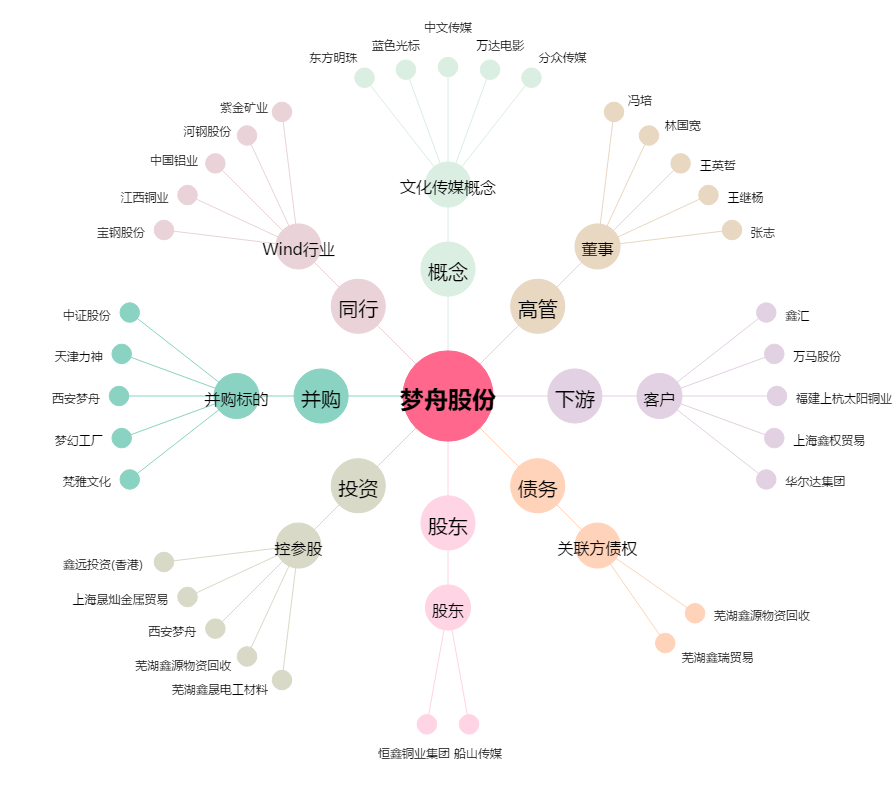 中文传媒
蓝色光标
万达电影
东方明珠
分众传媒
紫金矿业
冯培
河钢股份
林国宽
中国铝业
王英哲
江西铜业
王继杨
宝钢股份
张志
文化传媒概念
Wind行业
董事
概念
同行
高管
中证股份
鑫汇
天津力神
万马股份
西安梦舟
并购标的
并购
梦舟股份
下游
客户
福建上杭太阳铜业
梦幻工厂
上海鑫权贸易
梵雅文化
华尔达集团
投资
债务
股东
控参股
关联方债权
鑫远投资(香港)
上海晟灿金属贸易
股东
芜湖鑫源物资回收
西安梦舟
芜湖鑫瑞贸易
芜湖鑫源物资回收
芜湖鑫晟电工材料
恒鑫铜业集团
船山传媒